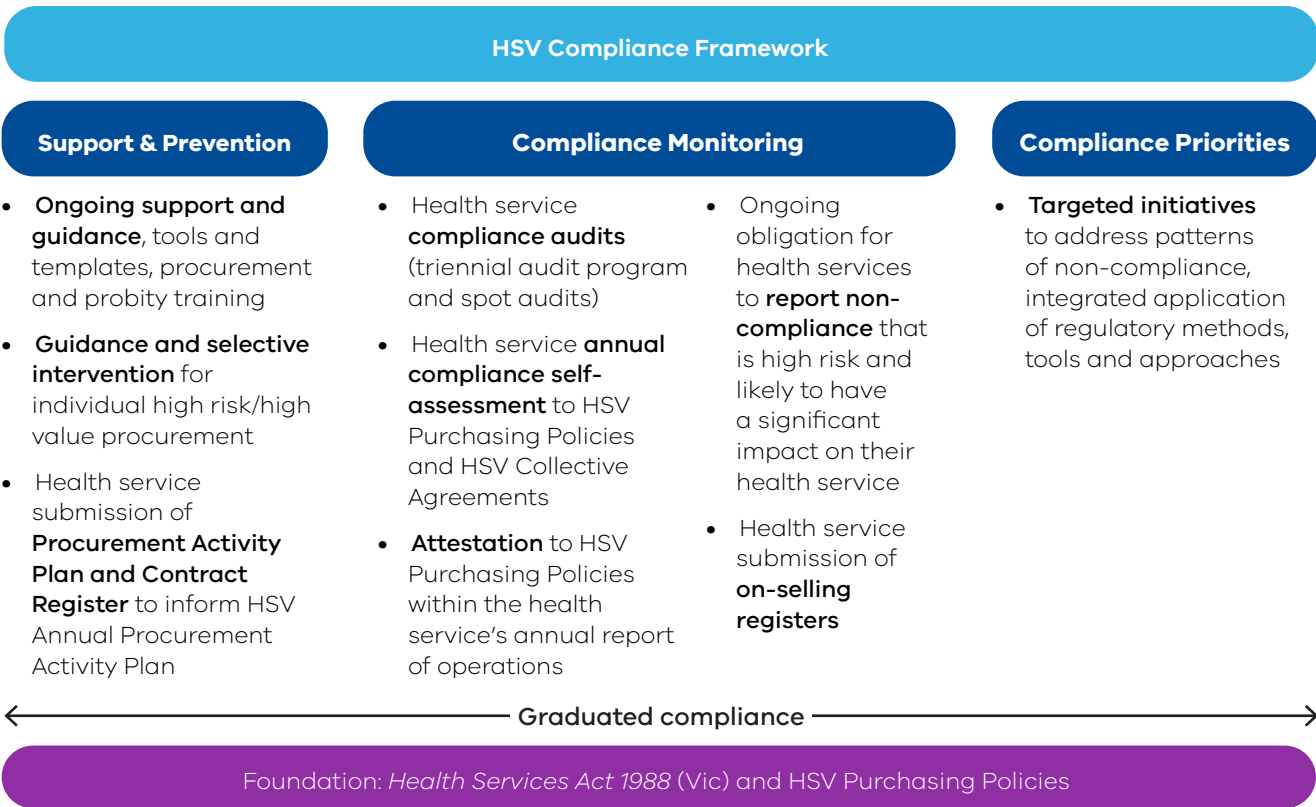 HSV Compliance Framework
Support & Prevention
• Ongoing support and
guidance, tools and
templates, procurement
and probity training
• Guidance and selective
intervention for
individual high risk/high
value procurement
• Health service
submission of
Procurement Activity
Plan and Contract
Register to inform HSV
Annual Procurement
Activity Plan
Compliance Monitoring
• Health service
compliance audits
(triennial audit program
and spot audits)
• Health service annual
compliance self-
assessment to HSV
Purchasing Policies
and HSV Collective
Agreements
• Attestation to HSV
Purchasing Policies
within the health
service’s annual report
of operations
• Ongoing
obligation for
health services
to report non-
compliance that
is high risk and
likely to have
a significant
impact on their
health service
• Health service
submission of
on-selling
registers
Compliance Priorities
• Targeted initiatives
to address patterns
of non-compliance,
integrated application
of regulatory methods,
tools and approaches
Graduated compliance
Foundation: Health Services Act 1988 (Vic) and HSV Purchasing Policies